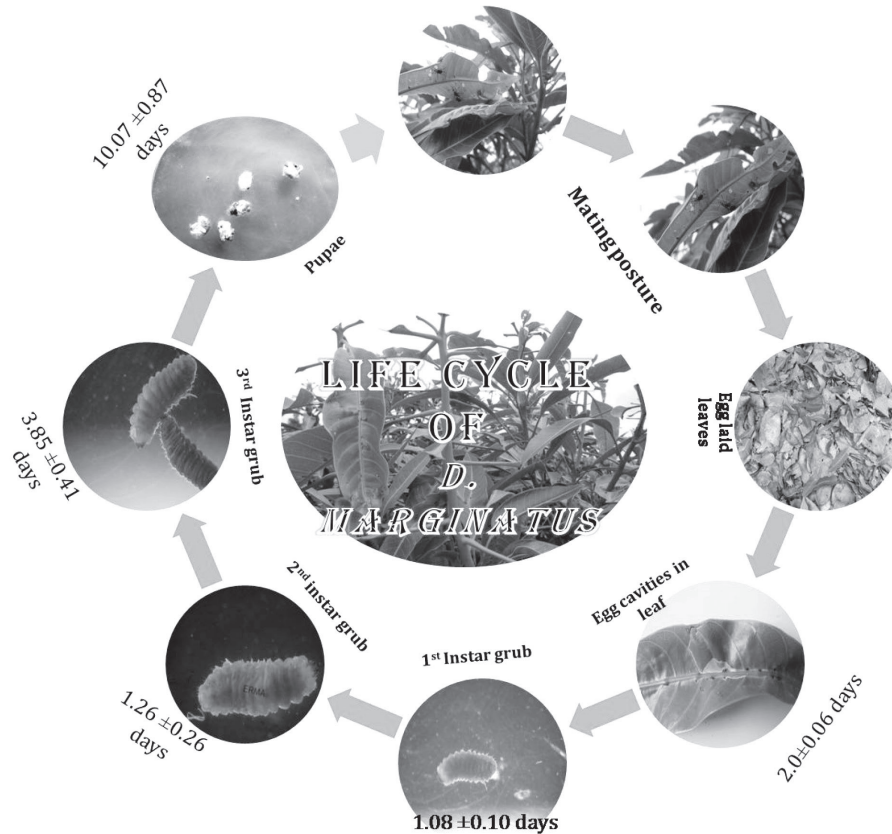 LIFE CYCLE
OF
D.
MARGINATUS
Mating posture
Egg laid
leaves
Egg cavities in
leaf
2.0±0.06 days
1st Instar grub
1.08 ±0.10 days
2nd instar grub
ERMA
1.26 ±0.26
days
3rd Instar grub
3.85 ±0.41
days
Pupae
10.07 ±0.87
days